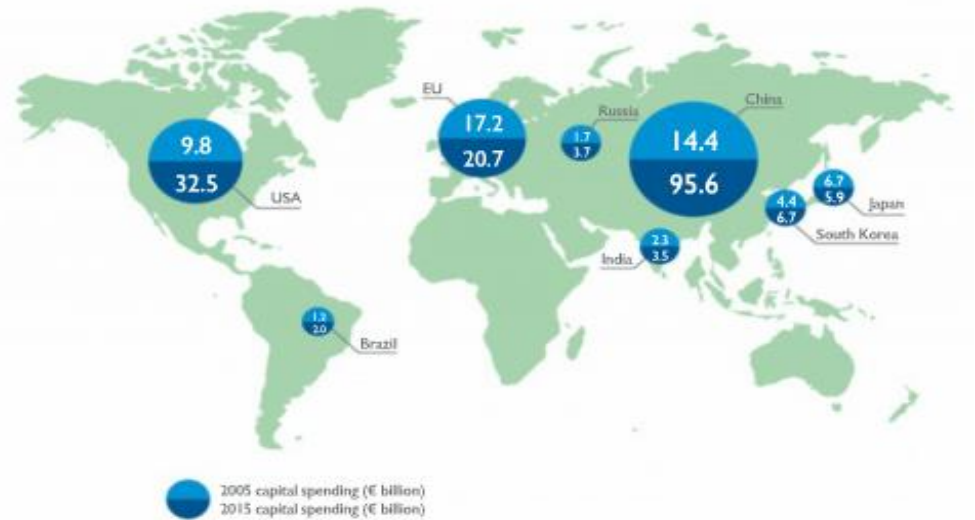 EU
17.2
20.7
Russia
1.7
3.7
China
14.4
95.6
9.8
32.5
USA
6.7
5.9
Japan
4.4
6.7
South Korea
2.3
3.5
India
1.2
2.0
Brazil
2005 capital spending (€ billion)
2015 capital spending (€ billion)